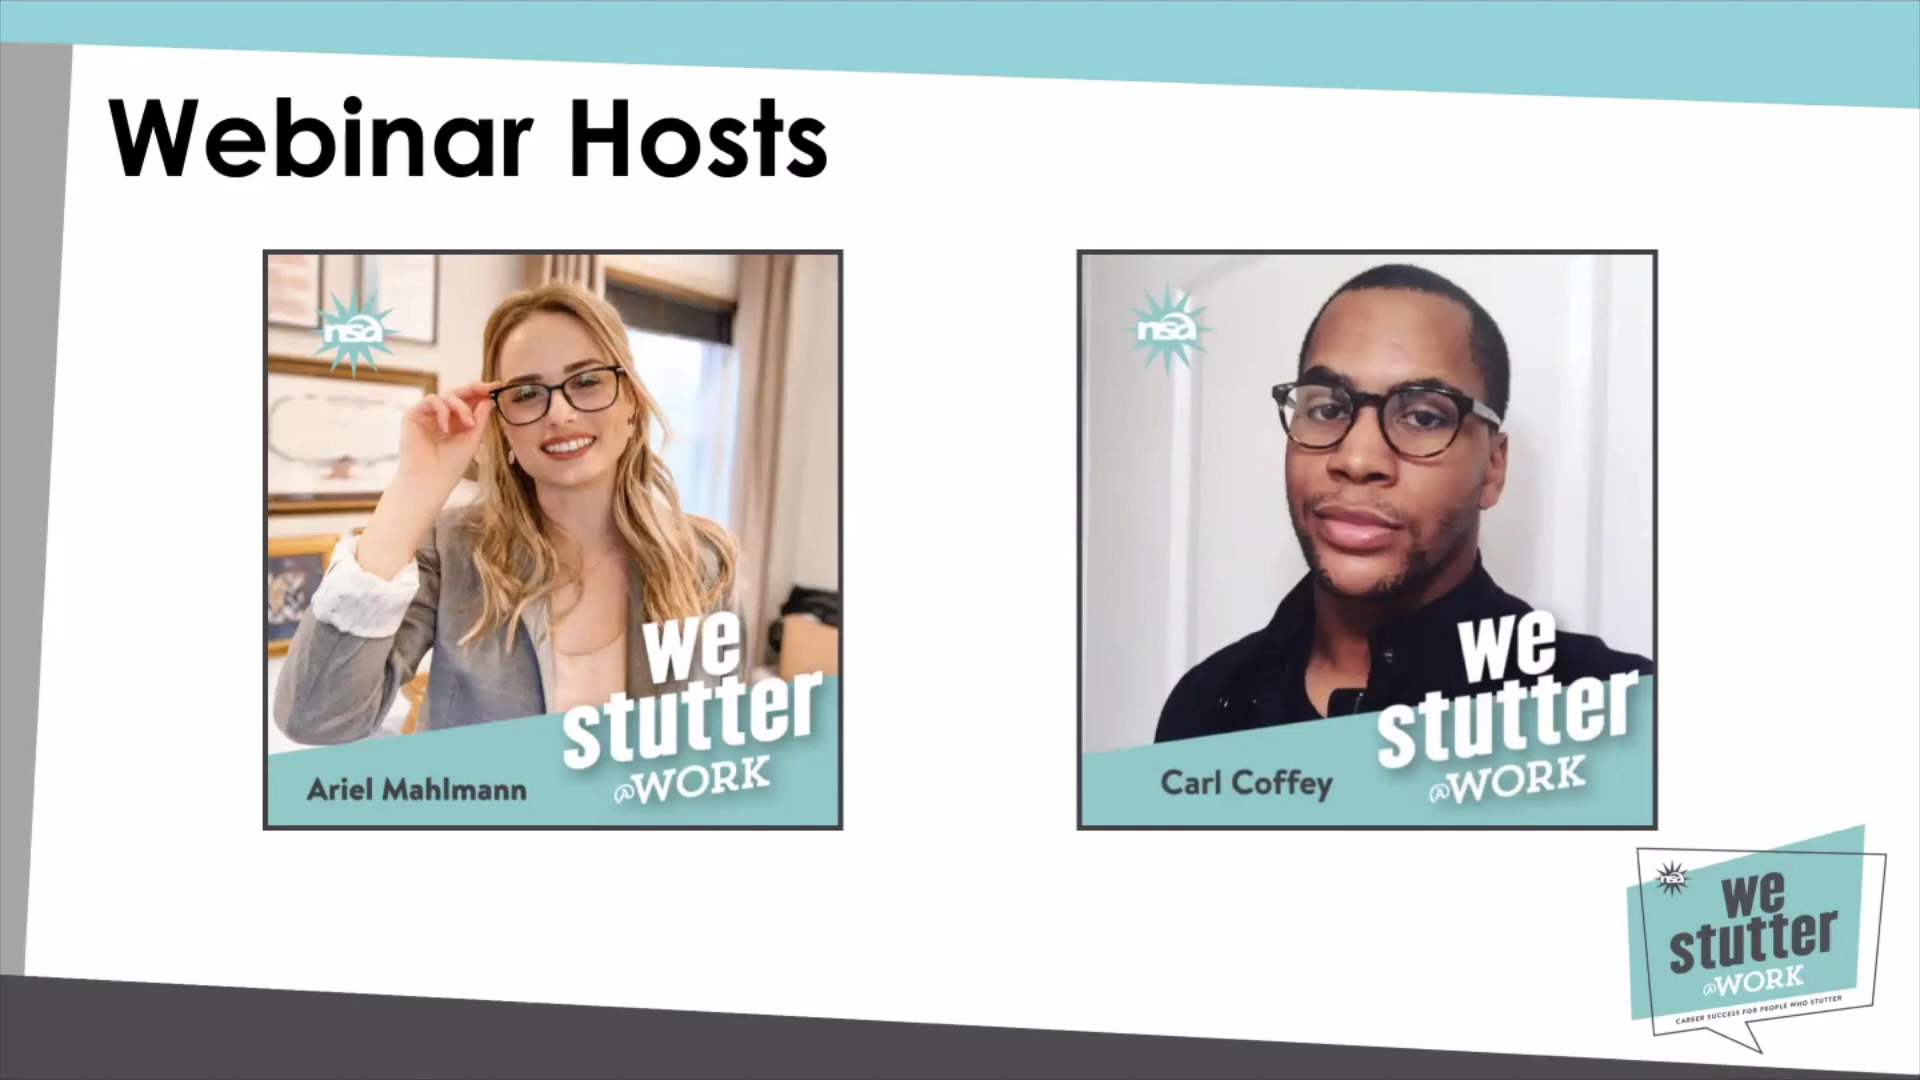 Webinar Hosts
nsa
we
stutter
@WORK
Ariel Mahlmann
nsa
we
stutter
@WORK
Carl Coffey
nsa
we
stutter
@WORK
CAREER SUCCESS FOR PEOPLE WHO STUTTER